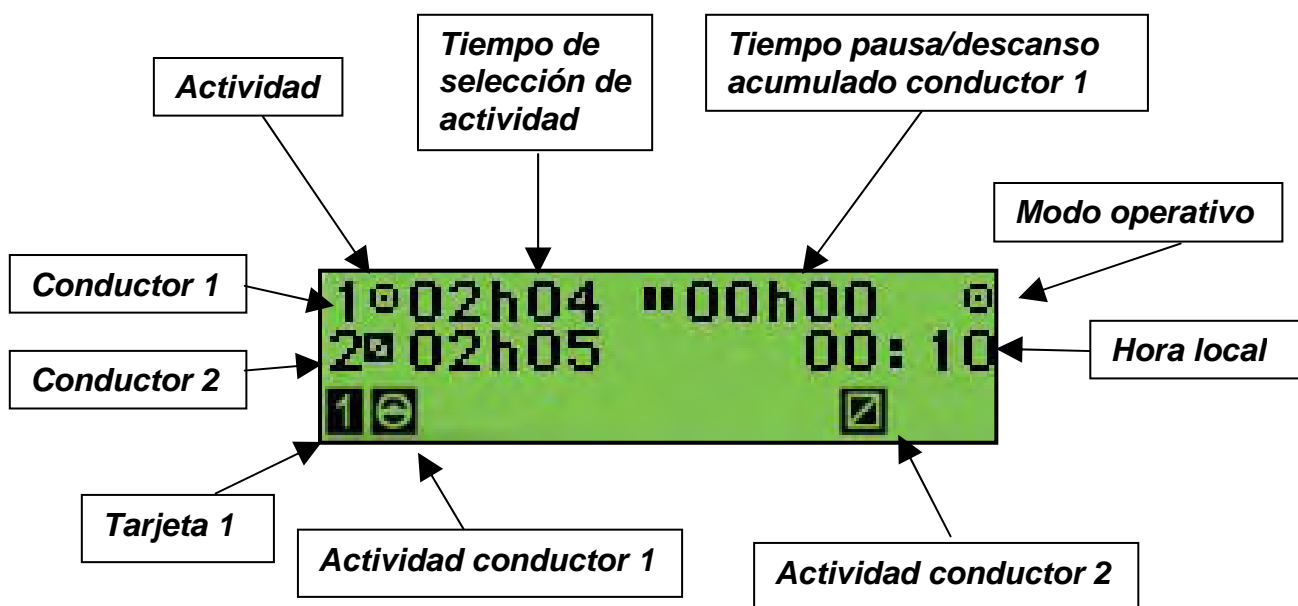 Tiempo de
selección de
actividad
Tiempo pausa/descanso
acumulado conductor 1
Actividad
Modo operativo
Conductor 1
1 02h04 00h00
Hora local
Conductor 2
2 02h05 00:10
1
Tarjeta 1
Actividad conductor 1
Actividad conductor 2